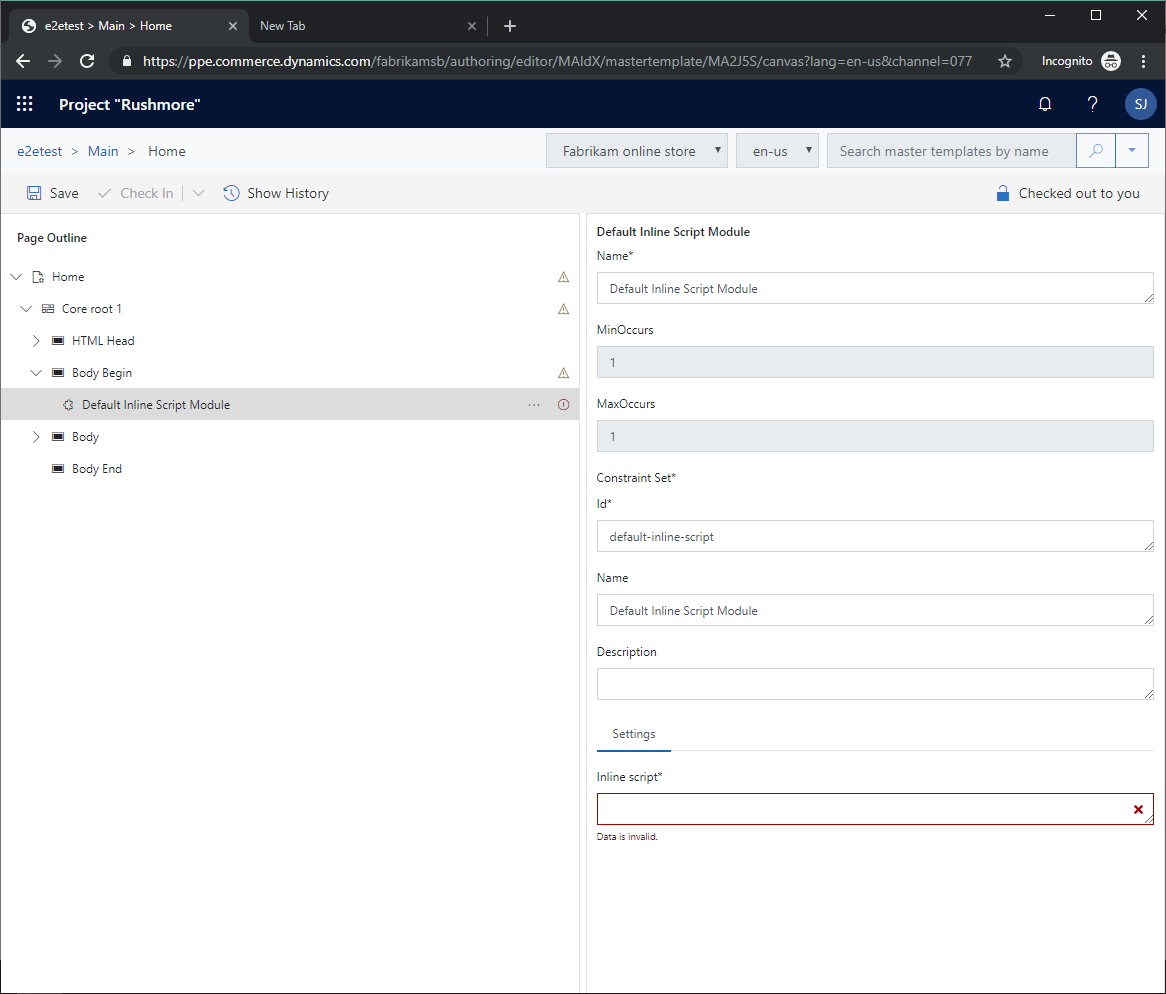 e2etest > Main > Home
New Tab
https://ppe.commerce.dynamics.com/fabrikamsb/authoring/editor/MAIdX/mastertemplate/MA2J5S/canvas?lang=en-us&channel=077
Incognito
Project "Rushmore"
?
SJ
e2etest > Main > Home
Fabrikam online store
en-us
Search master templates by name
Save
Check In
Show History
Checked out to you
Page Outline
Home
Core root 1
HTML Head
Body Begin
Default Inline Script Module
...
Body
Body End
Default Inline Script Module
Name*
Default Inline Script Module
MinOccurs
1
MaxOccurs
1
Constraint Set*
Id*
default-inline-script
Name
Default Inline Script Module
Description
Settings
Inline script*
Data is invalid.